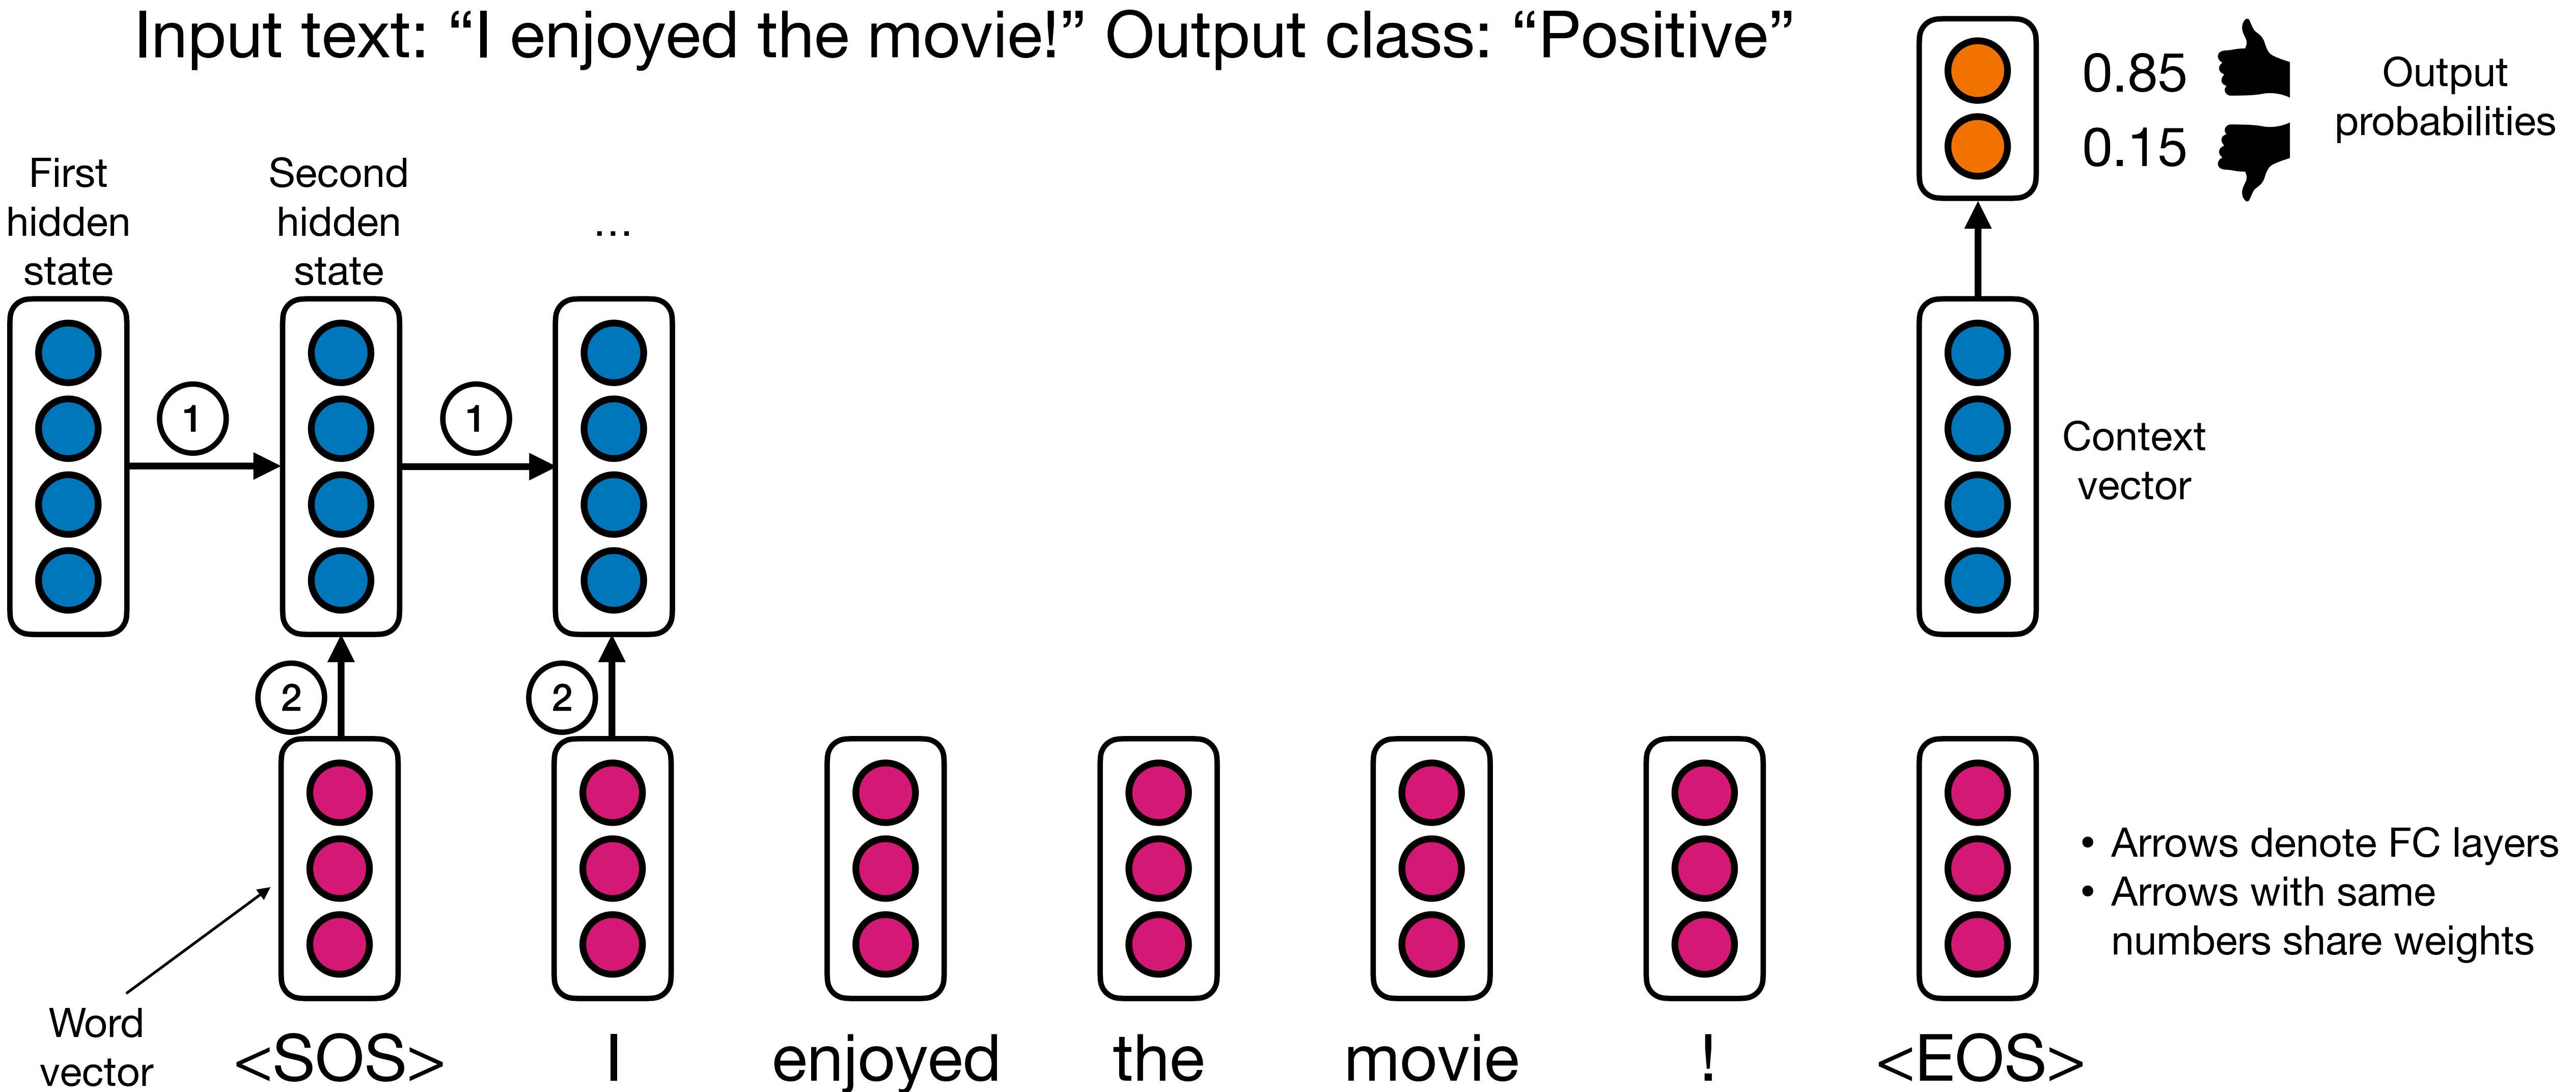 Input text: “I enjoyed the movie!” Output class: “Positive”
0.85
0.15
Output
probabilities
First
hidden
state
Second
hidden
state
...
1
1
Context
vector
2
2
• Arrows denote FC layers
• Arrows with same
numbers share weights
Word
vector
<SOS>
I
enjoyed
the
movie
!
<EOS>